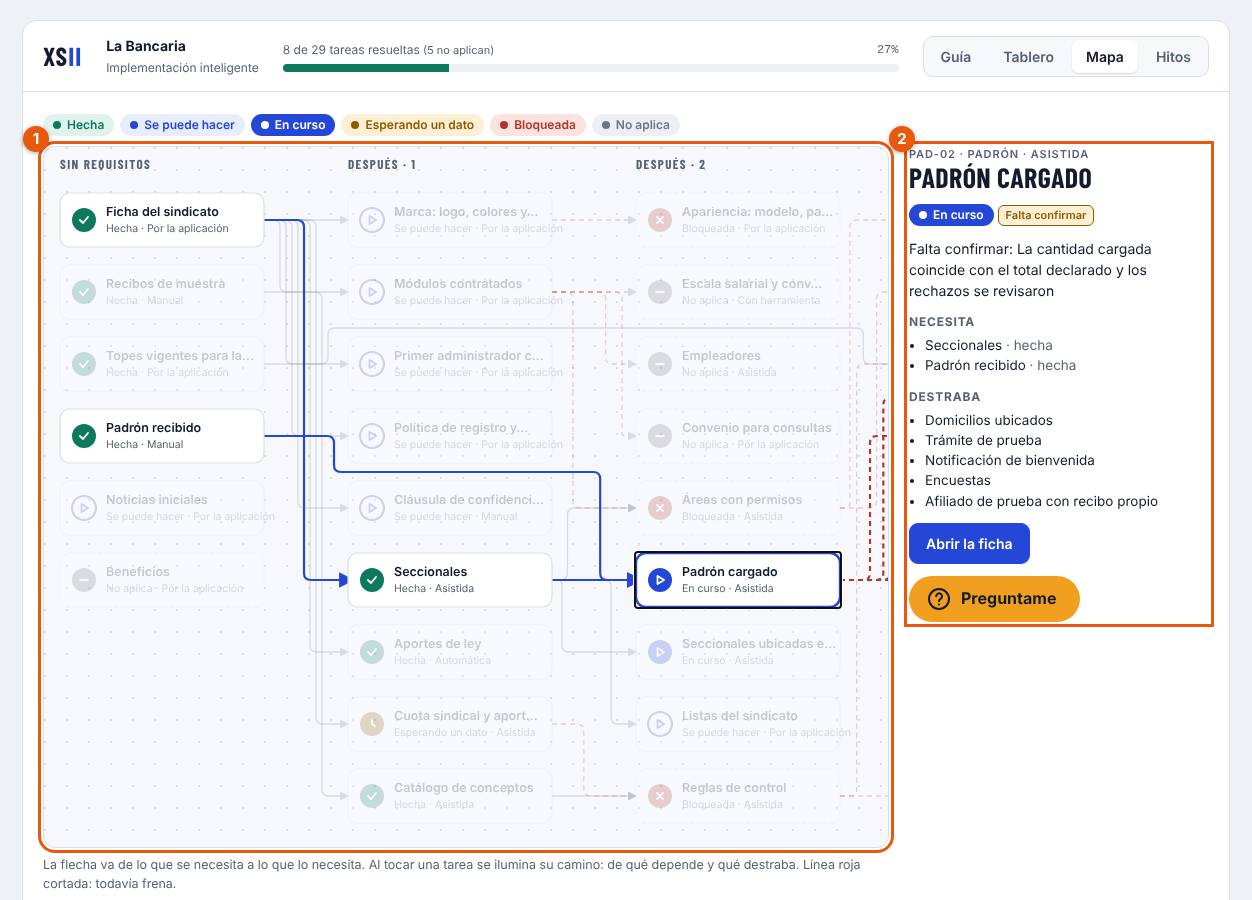 XSII
La Bancaria
Implementación inteligente
8 de 29 tareas resueltas (5 no aplican)
27%
Guía
Tablero
Mapa
Hitos
Hecha
Se puede hacer
En curso
Esperando un dato
Bloqueada
No aplica
1
2
SIN REQUISITOS
DESPUÉS · 1
DESPUÉS · 2
Ficha del sindicato
Hecha · Por la aplicación
Marca: logo, colores y…
Se puede hacer · Por la aplicación
Apariencia: modelo, pa…
Bloqueada · Por la aplicación
Recibos de muestra
Hecha · Manual
Módulos contratados
Se puede hacer · Por la aplicación
Escala salarial y conv…
No aplica · Con herramienta
Topes vigentes para la…
Hecha · Por la aplicación
Primer administrador c…
Se puede hacer · Por la aplicación
Empleadores
No aplica · Asistida
Padrón recibido
Hecha · Manual
Política de registro y…
Se puede hacer · Por la aplicación
Convenio para consultas
No aplica · Por la aplicación
Noticias iniciales
Se puede hacer · Por la aplicación
Cláusula de confidenci…
Se puede hacer · Manual
Áreas con permisos
Bloqueada · Asistida
Beneficios
No aplica · Por la aplicación
Seccionales
Hecha · Asistida
Padrón cargado
En curso · Asistida
Aportes de ley
Hecha · Automática
Seccionales ubicadas e…
En curso · Asistida
Cuota sindical y aport…
Esperando un dato · Asistida
Listas del sindicato
Se puede hacer · Por la aplicación
Catálogo de conceptos
Hecha · Asistida
Reglas de control
Bloqueada · Asistida
La flecha va de lo que se necesita a lo que lo necesita. Al tocar una tarea se ilumina su camino: de qué depende y qué destraba. Línea roja
cortada: todavía frena.
PAD-02 · PADRÓN · ASISTIDA
PADRÓN CARGADO
En curso
Falta confirmar
Falta confirmar: La cantidad cargada
coincide con el total declarado y los
rechazos se revisaron
NECESITA
• Seccionales · hecha
• Padrón recibido · hecha
DESTRABA
• Domicilios ubicados
• Trámite de prueba
• Notificación de bienvenida
• Encuestas
• Afiliado de prueba con recibo propio
Abrir la ficha
Preguntame